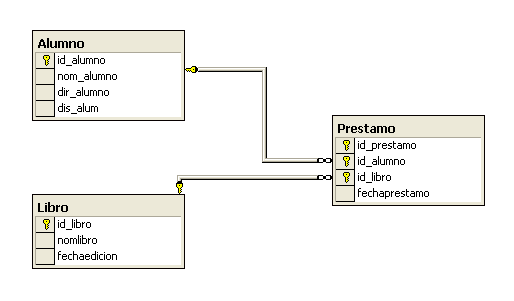 Alumno
id_alumno
nom_alumno
dir_alumno
dis_alum
Prestamo
id_prestamo
id_alumno
id_libro
fechaprestamo
Libro
id_libro
nomlibro
fechaedicion